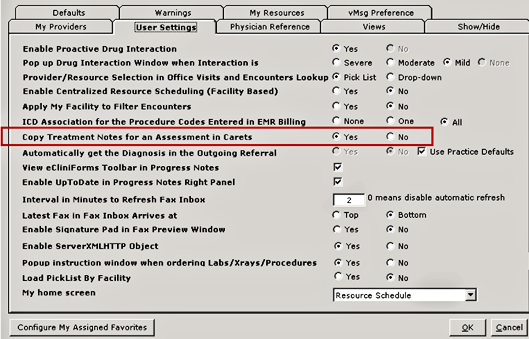 Defaults Warnings My Resources vMsg Preference
My Providers User Settings Physician Reference Views Show/Hide
Enable Proactive Drug Interaction Yes No
Pop up Drug Interaction Window when Interaction is Severe Moderate Mild None
Provider/Resource Selection in Office Visits and Encounters Lookup Pick List Drop-down
Enable Centralized Resource Scheduling (Facility Based) Yes No
Apply My Facility to Filter Encounters Yes No
ICD Association for the Procedure Codes Entered in EMR Billing None One All
Copy Treatment Notes for an Assessment in Carets Yes No
Automatically get the Diagnosis in the Outgoing Referral Yes No Use Practice Defaults
View eCliniForms Toolbar in Progress Notes
Enable UpToDate in Progress Notes Right Panel
Interval in Minutes to Refresh Fax Inbox 2 0 means disable automatic refresh
Latest Fax in Fax Inbox Arrives at Top Bottom
Enable Signature Pad in Fax Preview Window Yes No
Enable ServerXMLHTTP Object Yes No
Popup instruction window when ordering Labs/Xrays/Procedures Yes No
Load PickList By Facility Yes No
My home screen Resource Schedule
Configure My Assigned Favorites OK Cancel